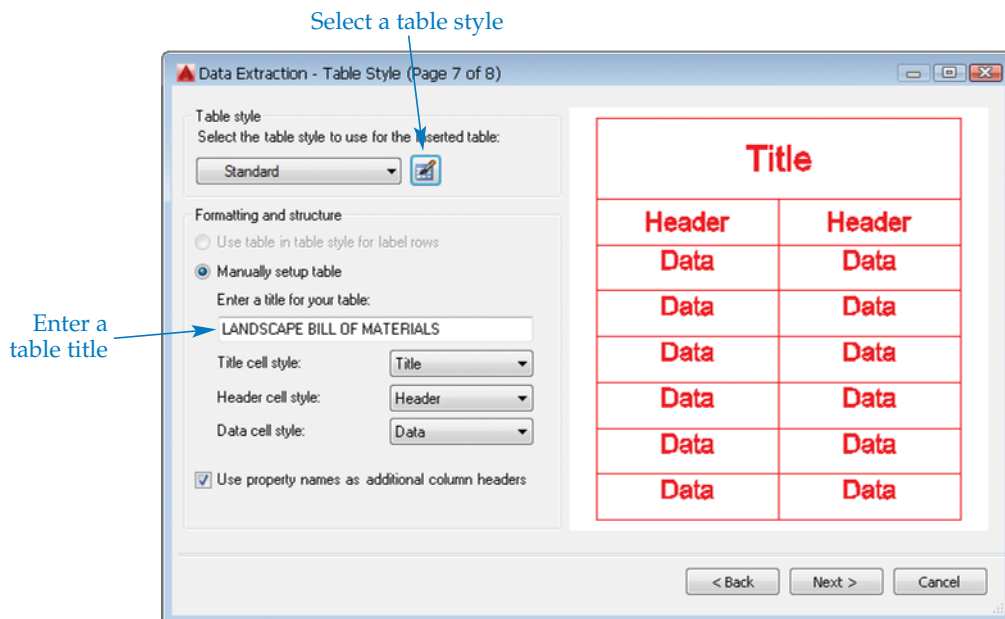 Select a table style
Data Extraction - Table Style (Page 7 of 8)
Table style
Select the table style to use for the inserted table:
Standard
Formatting and structure
Use table in table style for label rows
Manually setup table
Enter a title for your table:
Enter a
table title
LANDSCAPE BILL OF MATERIALS
Title cell style:
Title
Header cell style:
Header
Data cell style:
Data
Use property names as additional column headers
Title
Header Header
Data Data
Data Data
Data Data
Data Data
Data Data
Data Data
< Back Next > Cancel